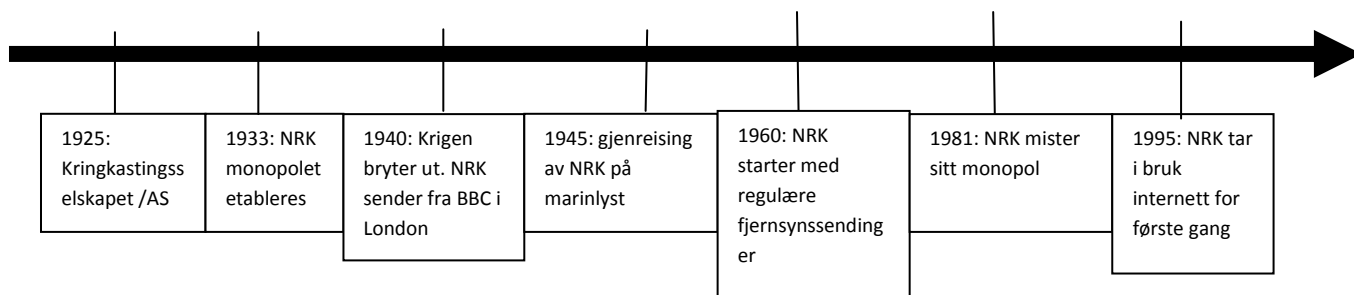 1925:
Kringkastingss
elskapet /AS
1933: NRK
monopolet
etableres
1940: Krigen
bryter ut. NRK
sender fra BBC i
London
1945: gjenreising
av NRK på
marinlyst
1960: NRK
starter med
regulære
fjernsynssending
er
1981: NRK mister
sitt monopol
1995: NRK tar
i bruk
internett for
første gang